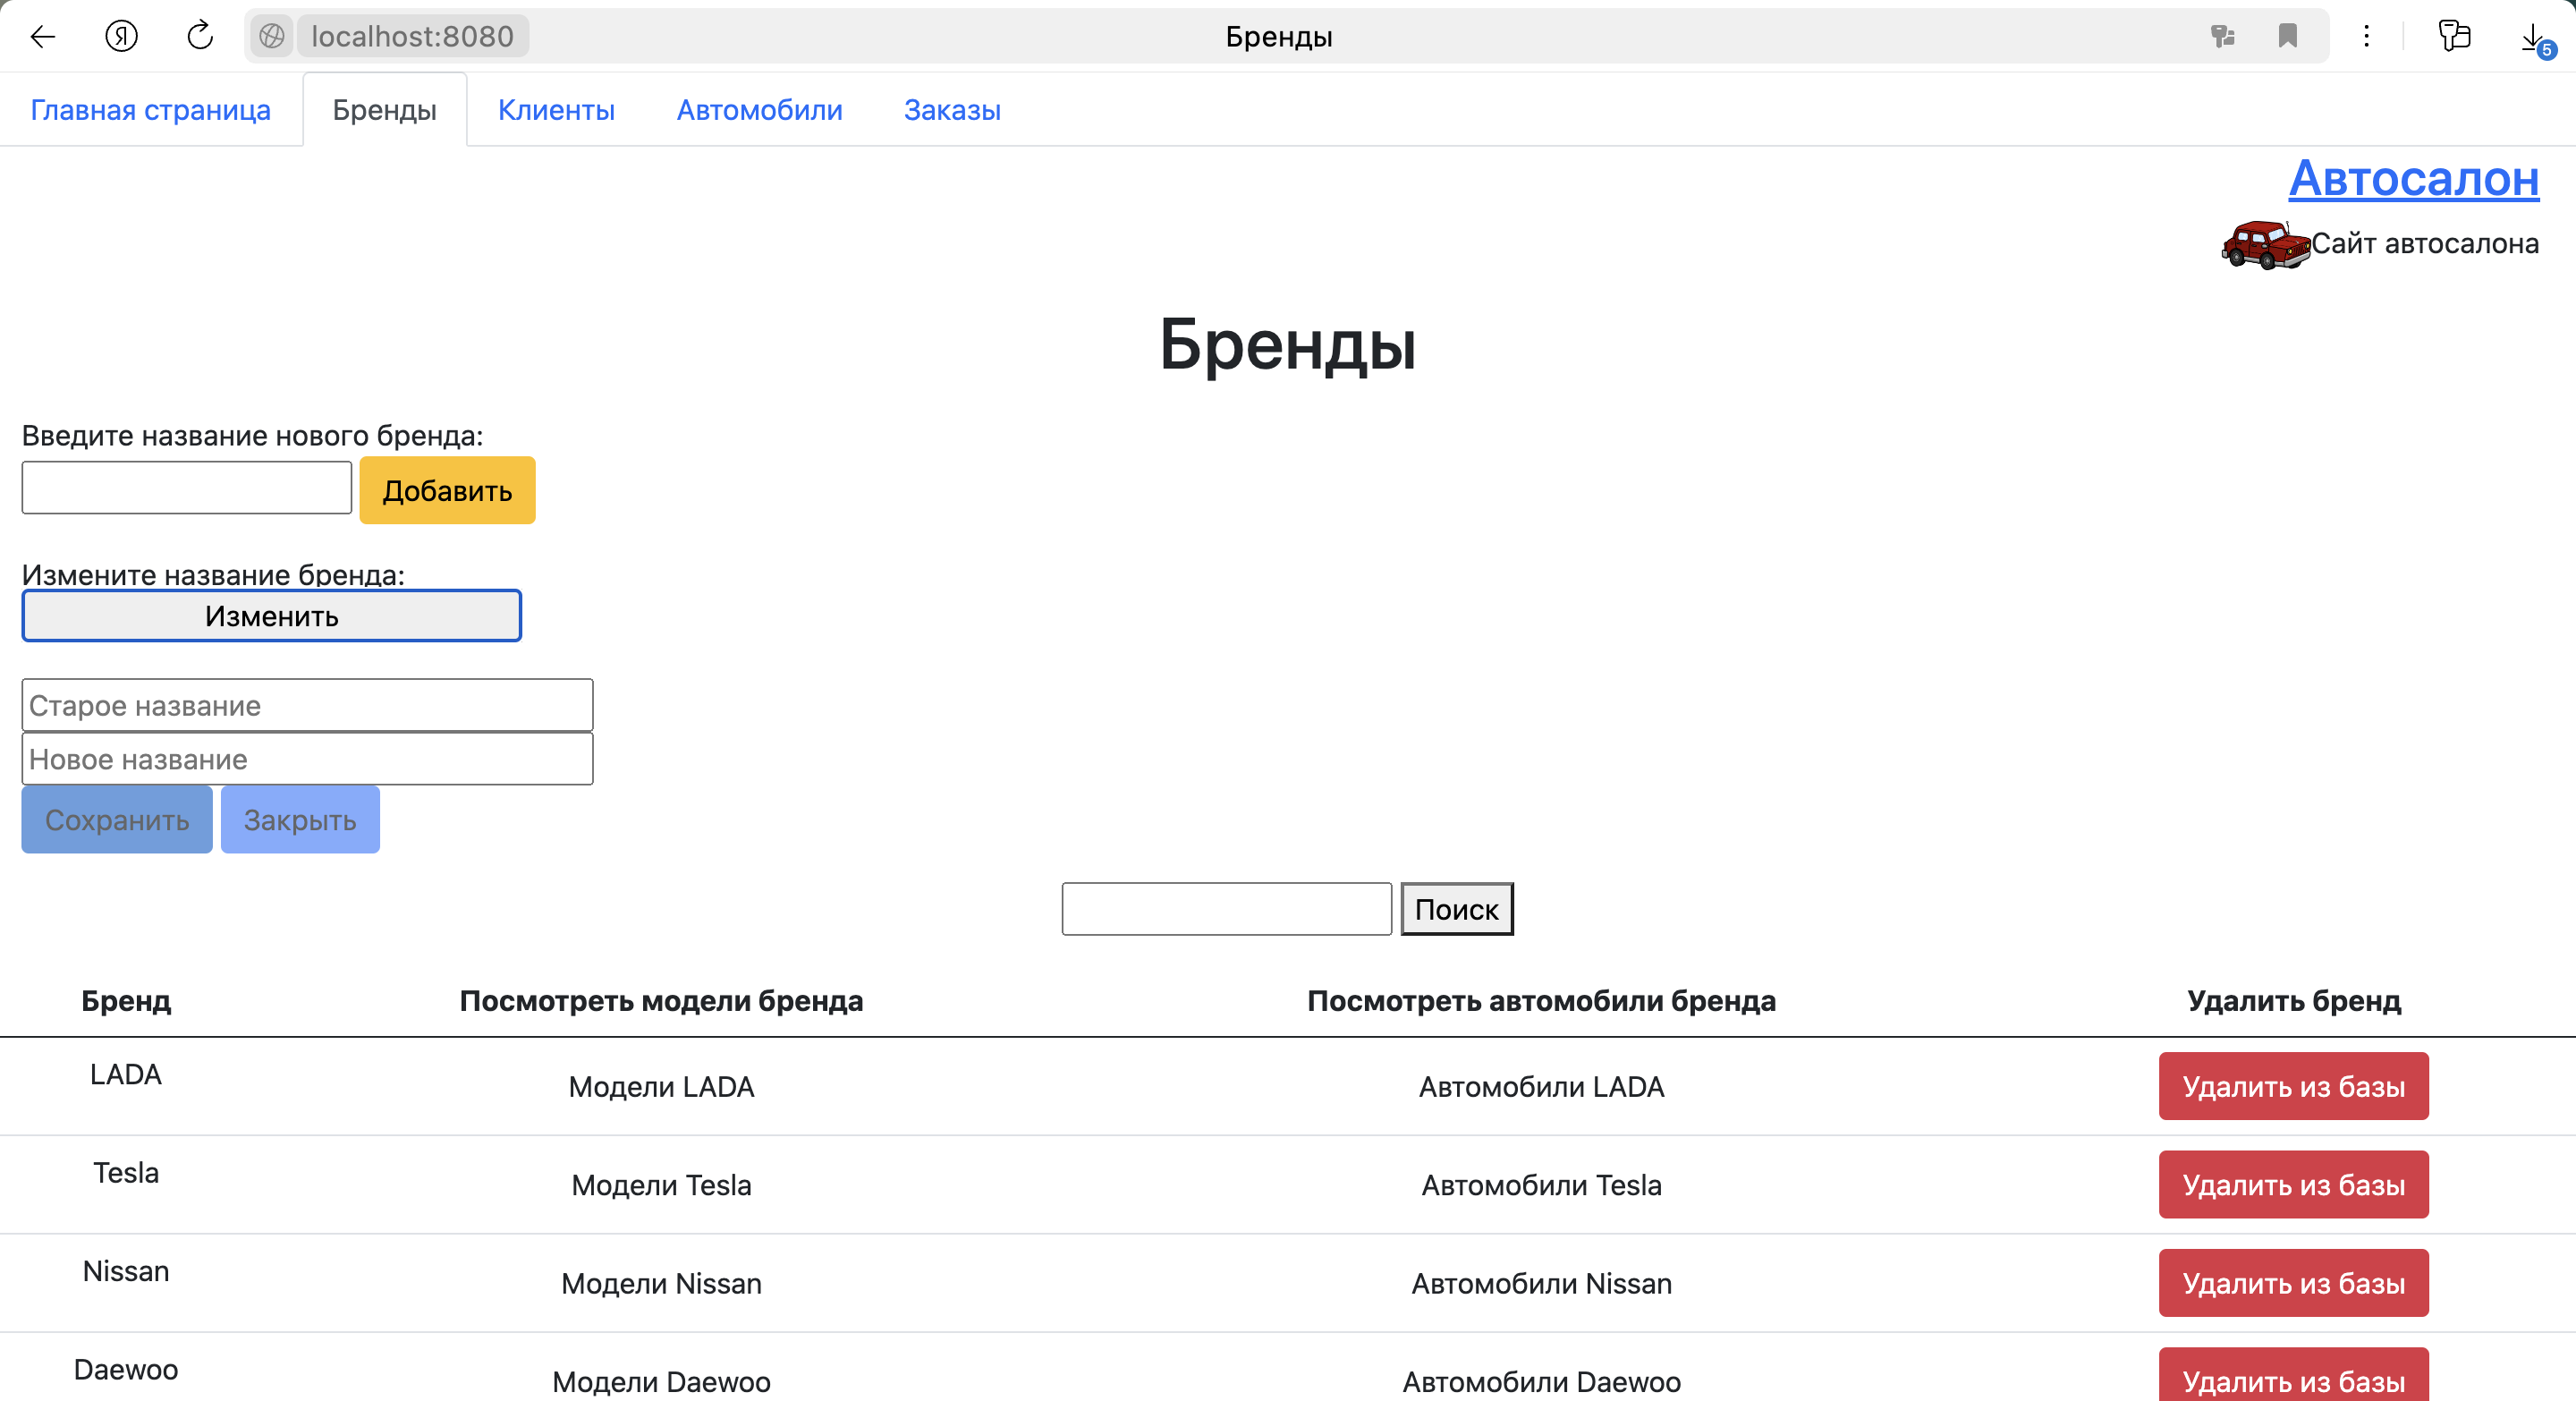 Я localhost:8080 Бренды 5
Главная страница Бренды Клиенты Автомобили Заказы
Автосалон
Сайт автосалона
Бренды
Введите название нового бренда:
Добавить
Измените название бренда:
Изменить
Старое название
Новое название
Сохранить Закрыть
Поиск
Бренд Посмотреть модели бренда Посмотреть автомобили бренда Удалить бренд
LADA Модели LADA Автомобили LADA Удалить из базы
Tesla Модели Tesla Автомобили Tesla Удалить из базы
Nissan Модели Nissan Автомобили Nissan Удалить из базы
Daewoo Модели Daewoo Автомобили Daewoo Удалить из базы